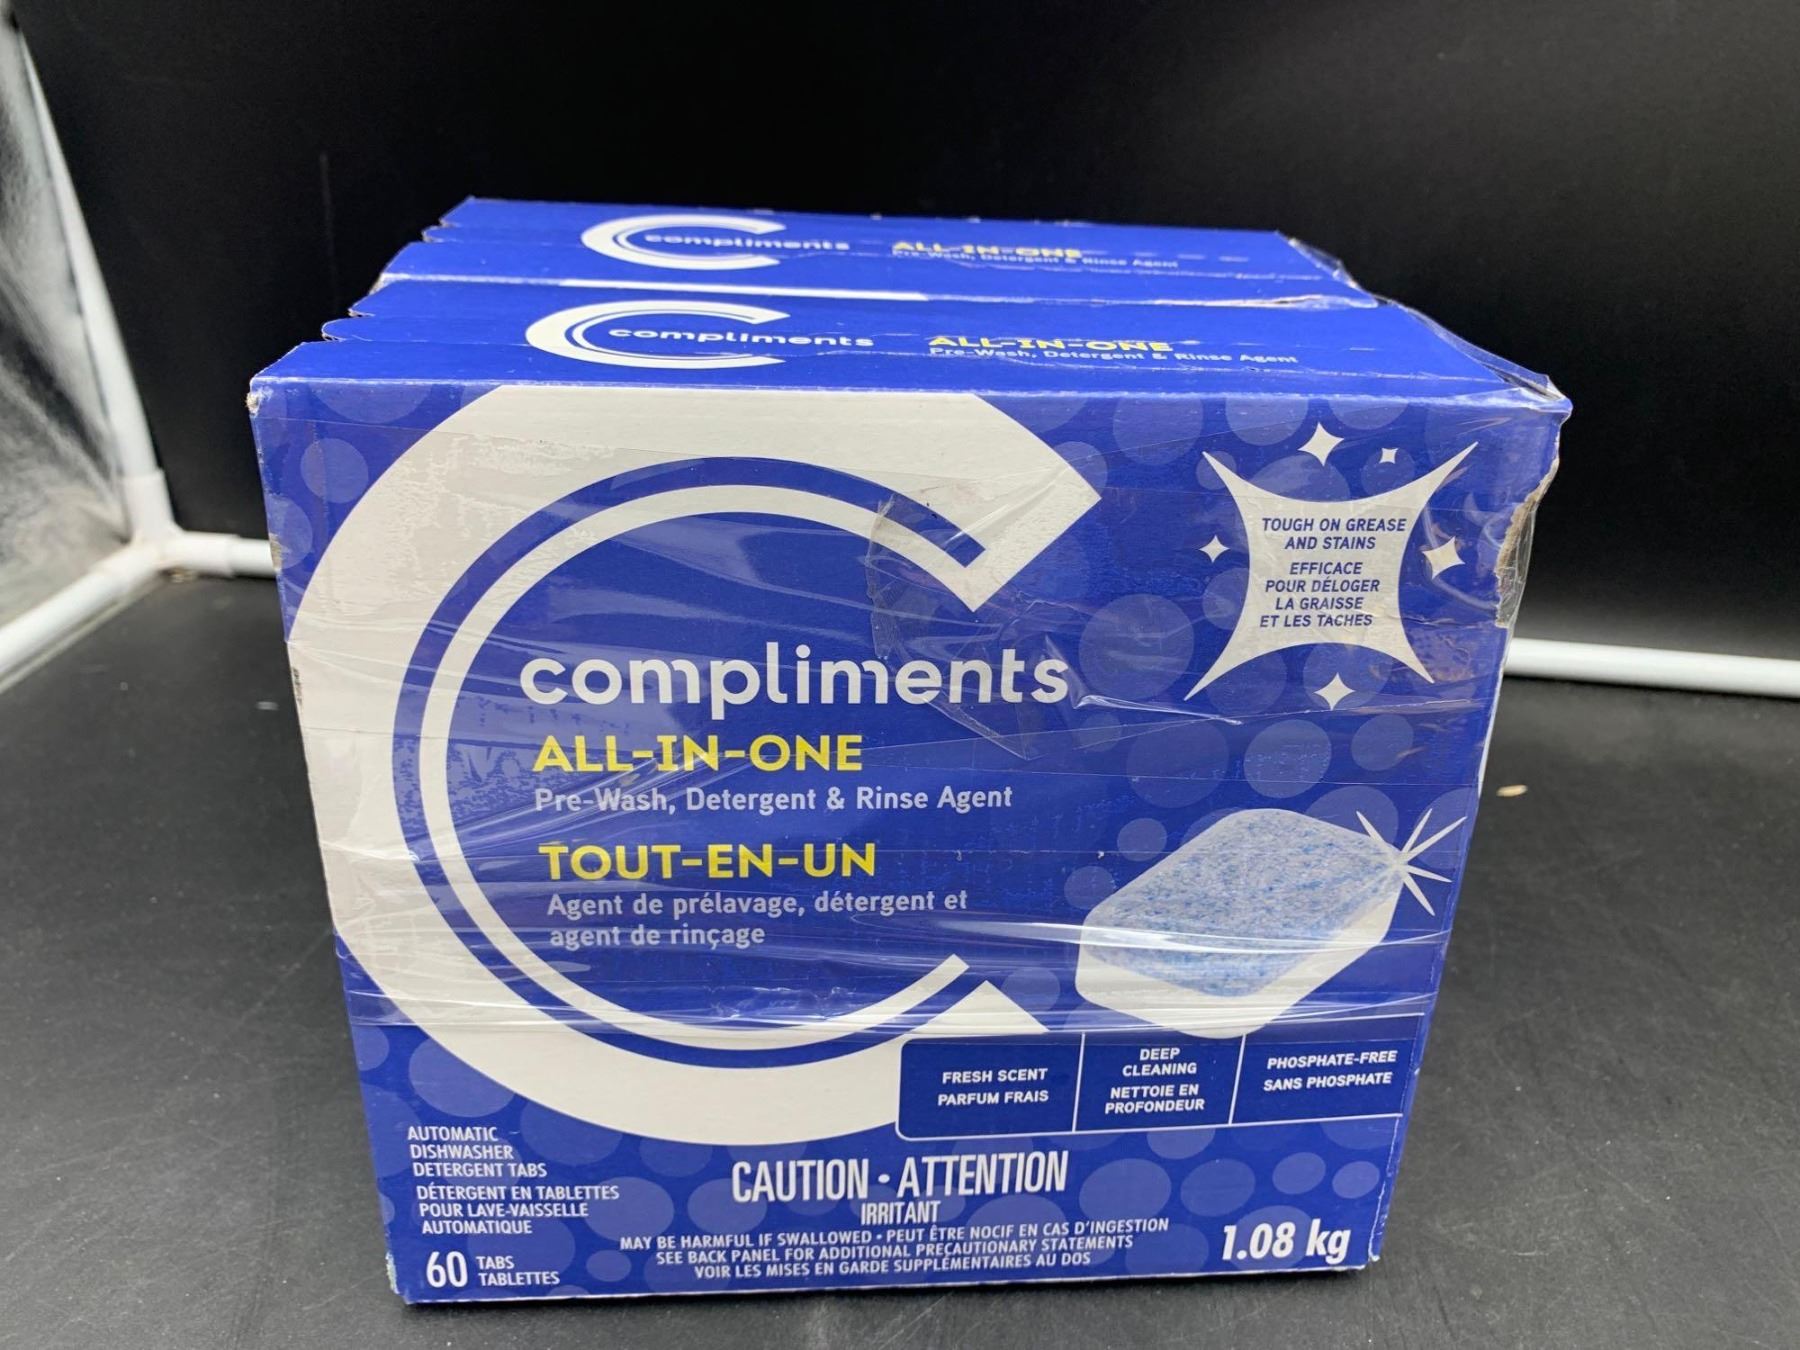 compliments ALL-IN-ONE
Pre-Wash, Detergent & Rinse Agent
compliments ALL-IN-ONE
Pre-Wash, Detergent & Rinse Agent
TOUGH ON GREASE
AND STAINS
EFFICACE
POUR DÉLOGER
LA GRAISSE
ET LES TACHES
compliments
ALL-IN-ONE
Pre-Wash, Detergent & Rinse Agent
TOUT-EN-UN
Agent de prélavage, détergent et
agent de rinçage
FRESH SCENT
PARFUM FRAIS
DEEP
CLEANING
NETTOIE EN
PROFONDEUR
PHOSPHATE-FREE
SANS PHOSPHATE
AUTOMATIC
DISHWASHER
DETERGENT TABS
DÉTERGENT EN TABLETTES
POUR LAVE-VAISSELLE
AUTOMATIQUE
60 TABS
TABLETTES
CAUTION • ATTENTION
IRRITANT
MAY BE HARMFUL IF SWALLOWED • PEUT ÊTRE NOCIF EN CAS D'INGESTION
SEE BACK PANEL FOR ADDITIONAL PRECAUTIONARY STATEMENTS
VOIR LES MISES EN GARDE SUPPLÉMENTAIRES AU DOS
1.08 kg